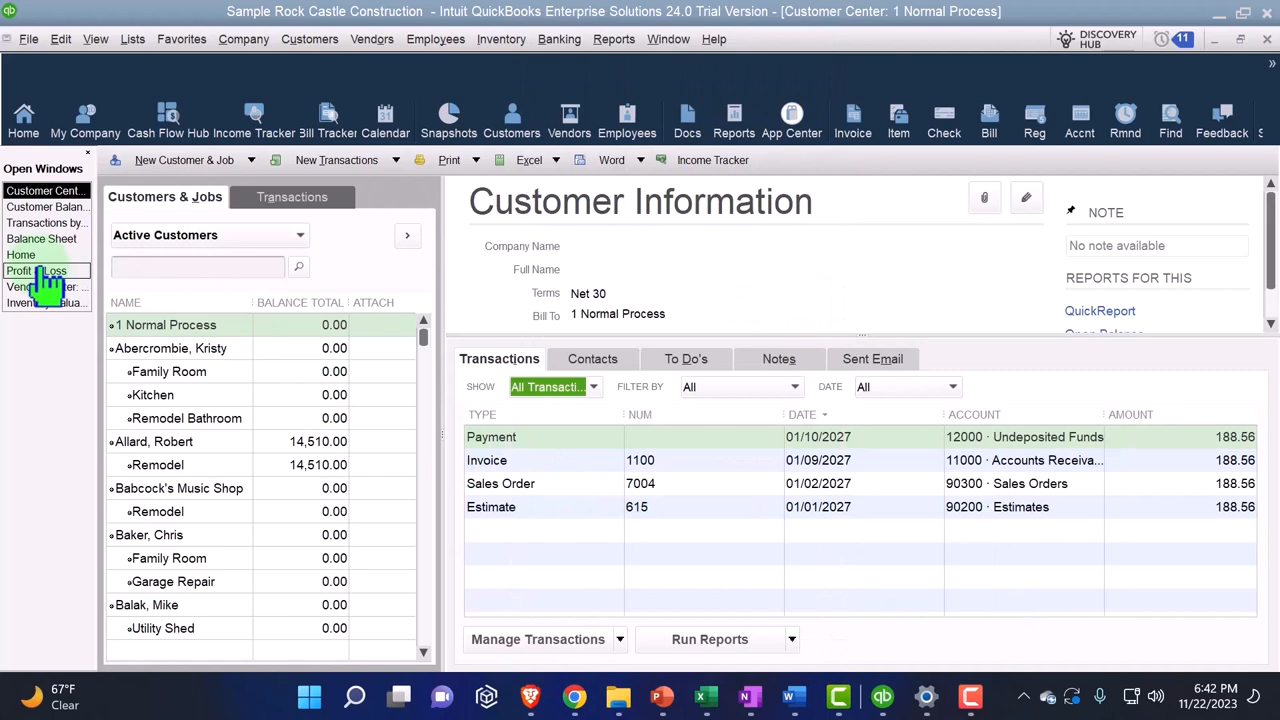 Sample Rock Castle Construction - Intuit QuickBooks Enterprise Solutions 24.0 Trial Version - [Customer Center: 1 Normal Process]
File Edit View Lists Favorites Company Customers Vendors Employees Inventory Banking Reports Window Help
DISCOVERY HUB 11
Home My Company Cash Flow Hub Income Tracker Bill Tracker Calendar Snapshots Customers Vendors Employees Docs Reports App Center Invoice Item Check Bill Reg Accnt Rmnd Find Feedback
Open Windows
Customer Cent...
Customer Balan...
Transactions by...
Balance Sheet
Home
Profit Loss
Inventory
New Customer & Job New Transactions Print Excel Word Income Tracker
Customers & Jobs Transactions
Active Customers
NAME BALANCE TOTAL ATTACH
1 Normal Process 0.00
Abercrombie, Kristy 0.00
Family Room 0.00
Kitchen 0.00
Remodel Bathroom 0.00
Allard, Robert 14,510.00
Remodel 14,510.00
Babcock's Music Shop 0.00
Remodel 0.00
Baker, Chris 0.00
Family Room 0.00
Garage Repair 0.00
Balak, Mike 0.00
Utility Shed 0.00
Customer Information
Company Name
Full Name
Terms Net 30
Bill To 1 Normal Process
NOTE
No note available
REPORTS FOR THIS
QuickReport
Open Balance
Transactions Contacts To Do's Notes Sent Email
SHOW All Transacti... FILTER BY All DATE All
TYPE NUM DATE ACCOUNT AMOUNT
Payment 01/10/2027 12000 · Undeposited Funds 188.56
Invoice 1100 01/09/2027 11000 · Accounts Receiva... 188.56
Sales Order 7004 01/02/2027 90300 · Sales Orders 188.56
Estimate 615 01/01/2027 90200 · Estimates 188.56
Manage Transactions Run Reports
67°F
Clear
6:42 PM
11/22/2023